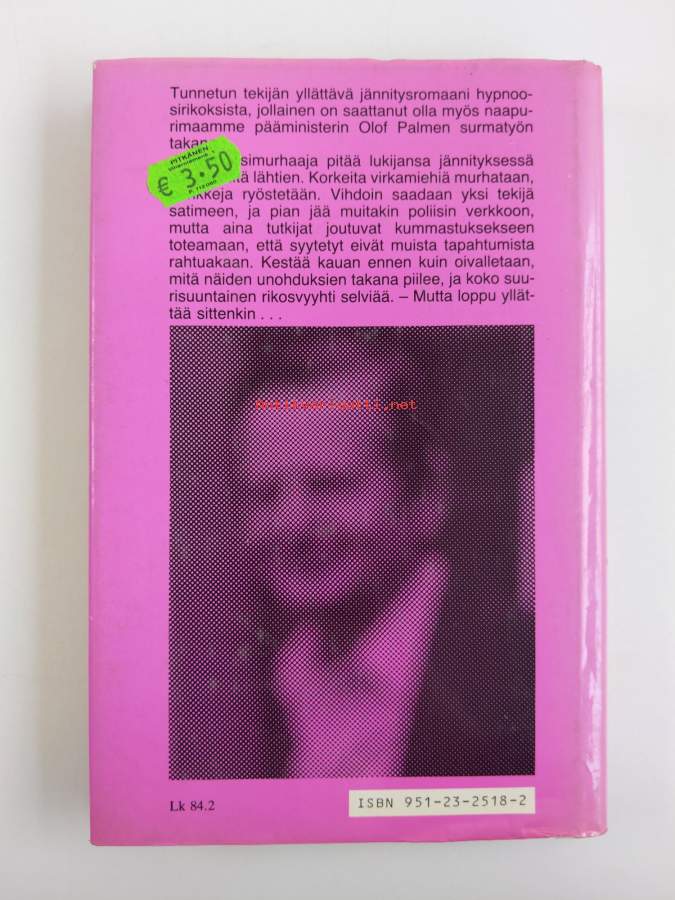 Tunnetun tekijän yllättävä jännitysromaani hypnoo-
sirikoksista, jollainen on saattanut olla myös naapu-
rimaamme pääministerin Olof Palmen surmatyön
takan
simurhaaja pitää lukijansa jännityksessä
lähtien. Korkeita virkamiehiä murhataan,
ryöstetään. Vihdoin saadaan yksi tekijä
satimeen, ja pian jää muitakin poliisin verkkoon,
mutta aina tutkijat joutuvat kummastuksekseen
toteamaan, että syytetyt eivät muista tapahtumista
rahtuakaan. Kestää kauan ennen kuin oivalletaan,
mitä näiden unohduksien takana piilee, ja koko suu-
risuuntainen rikosvyyhti selviää. – Mutta loppu yllät-
tää sittenkin . . .
PITKÄNEN
€ 3.50
Antikvariaatti.net
Lk 84.2
ISBN 951-23-2518-2